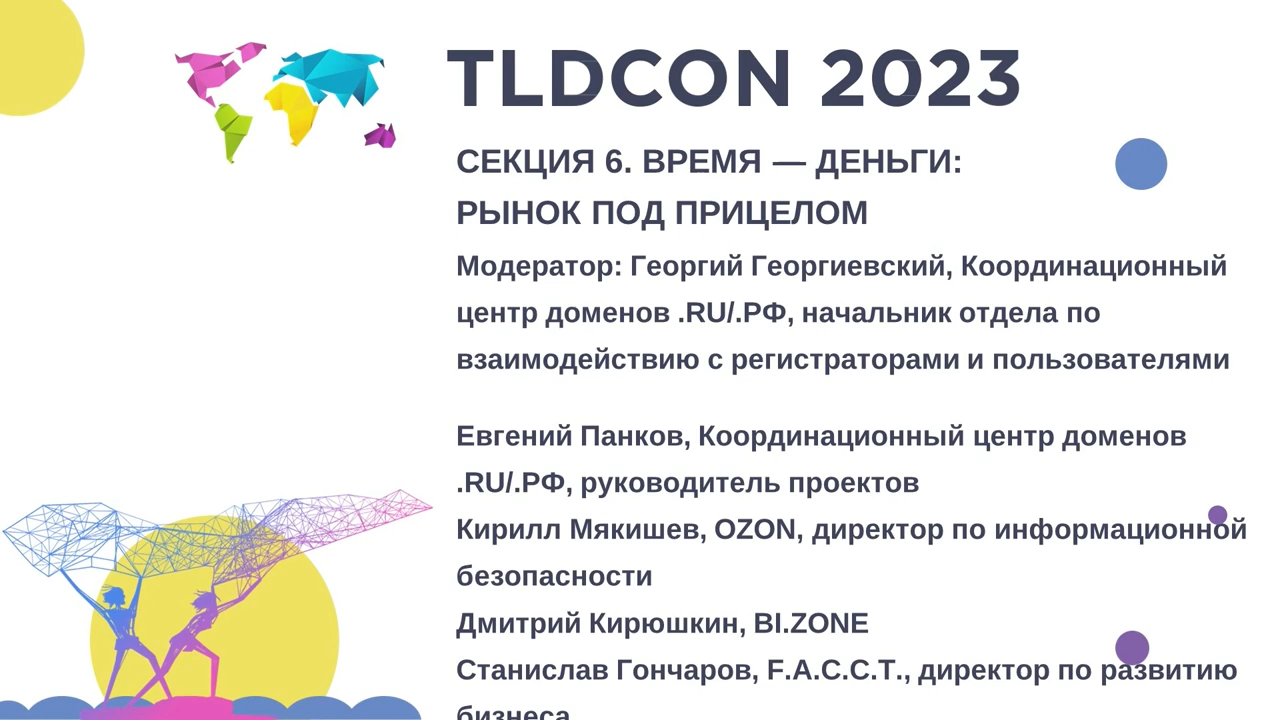 TLDCON 2023
СЕКЦИЯ 6. ВРЕМЯ — ДЕНЬГИ:
РЫНОК ПОД ПРИЦЕЛОМ
Модератор: Георгий Георгиевский, Координационный
центр доменов .RU/.РФ, начальник отдела по
взаимодействию с регистраторами и пользователями
Евгений Панков, Координационный центр доменов
.RU/.РФ, руководитель проектов
Кирилл Мякишев, OZON, директор по информационной
безопасности
Дмитрий Кирюшкин, BI.ZONE
Станислав Гончаров, F.A.C.C.T., директор по развитию
бизнеса